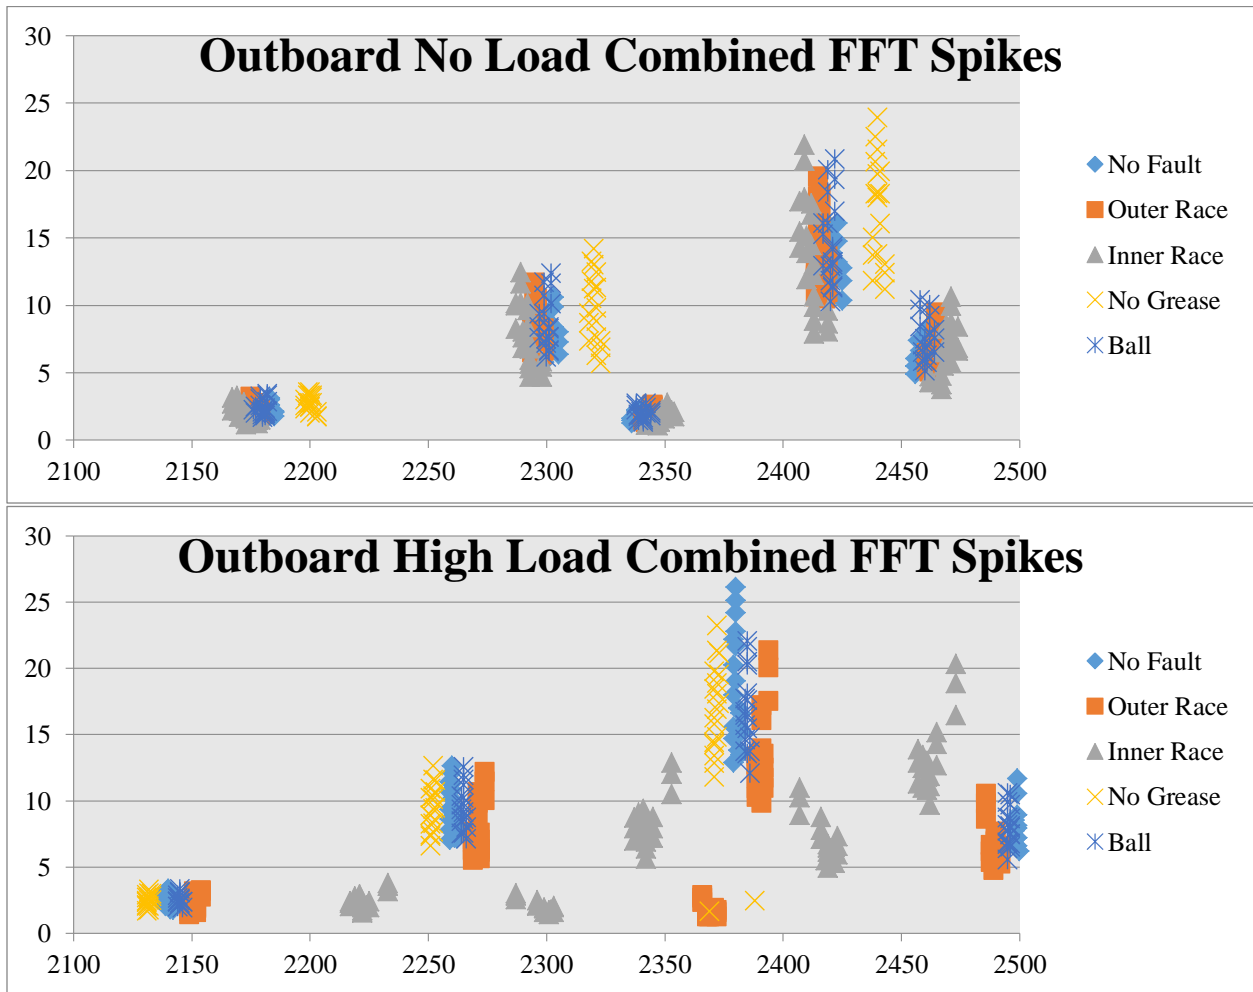 Outboard No Load Combined FFT Spikes
30
25
20
15
10
5
0
2100 2150 2200 2250 2300 2350 2400 2450 2500
No Fault
Outer Race
Inner Race
No Grease
Ball
Outboard High Load Combined FFT Spikes
30
25
20
15
10
5
0
2100 2150 2200 2250 2300 2350 2400 2450 2500
No Fault
Outer Race
Inner Race
No Grease
Ball